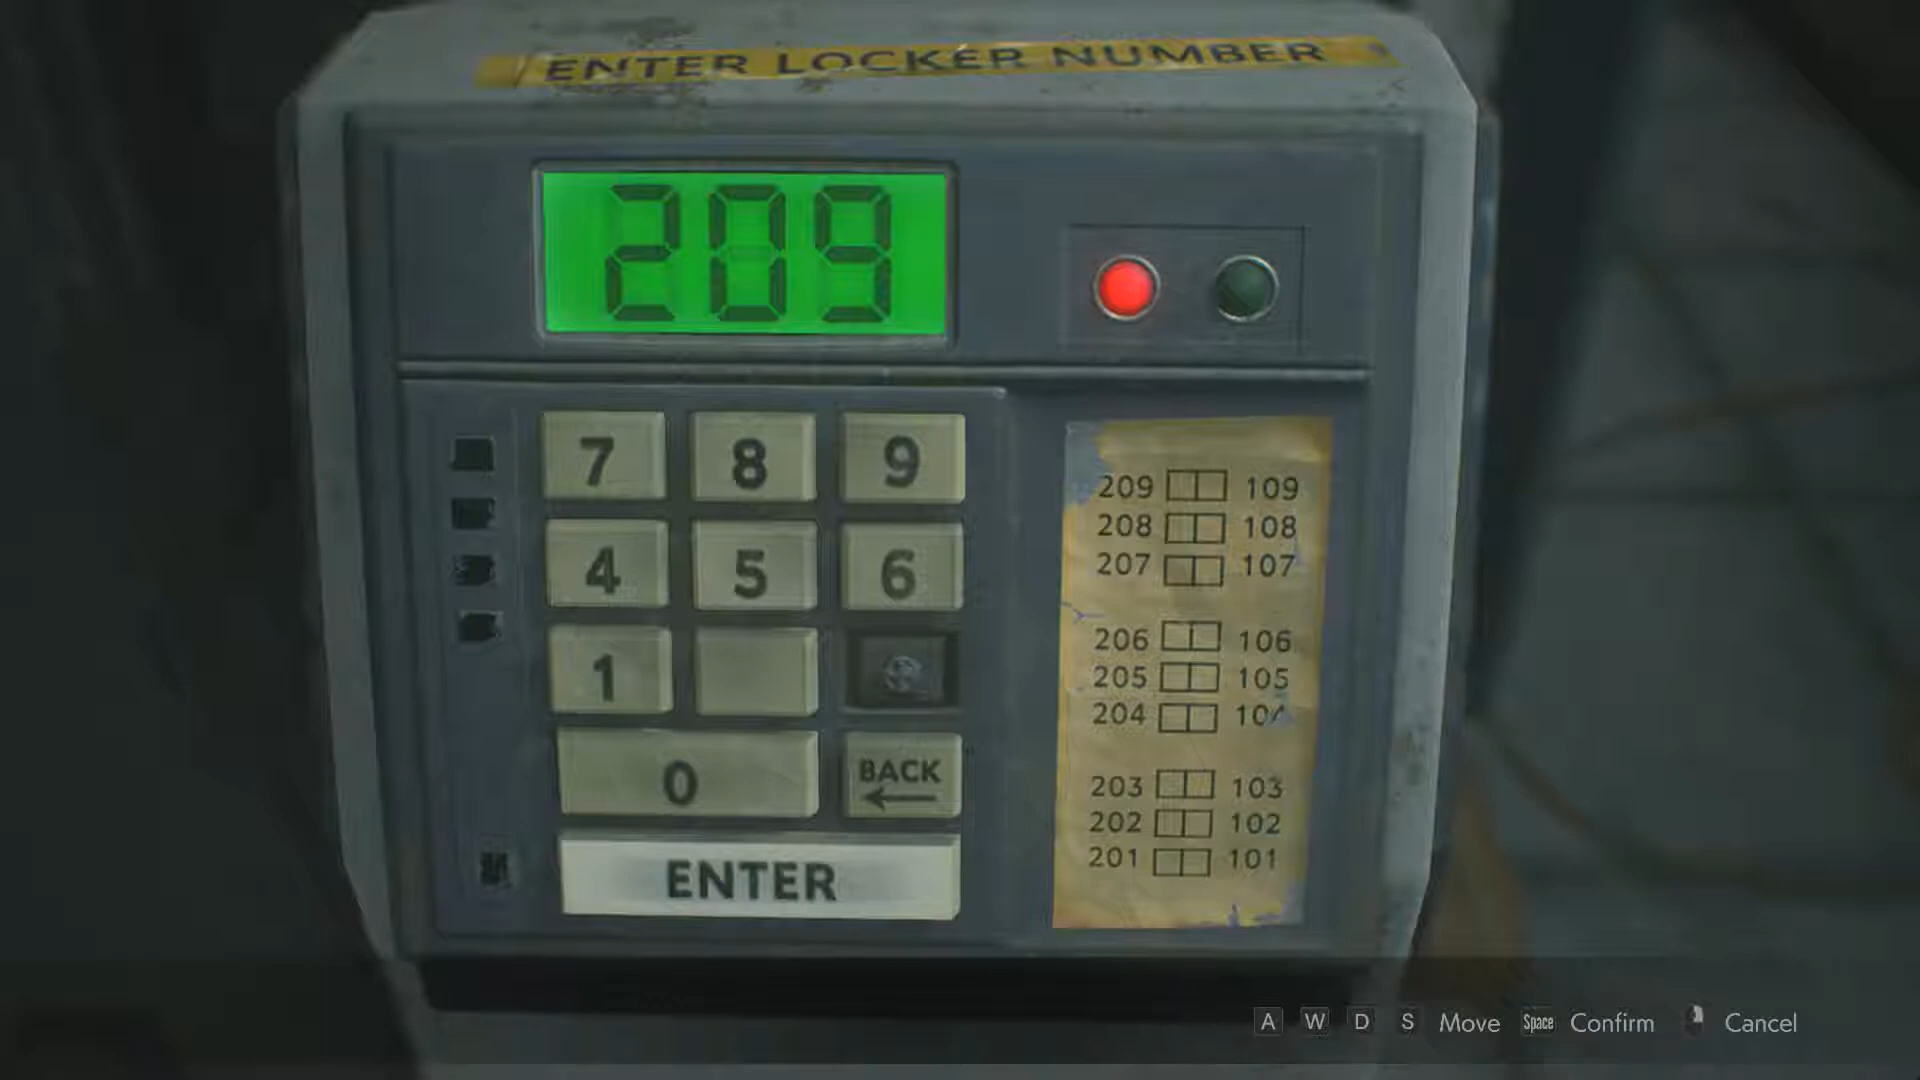 ENTER LOCKER NUMBER
209
7 8 9
4 5 6
1
0 BACK
ENTER
209 109
208 108
207 107
206 106
205 105
204 104
203 103
202 102
201 101
A W D S Move Space Confirm Cancel